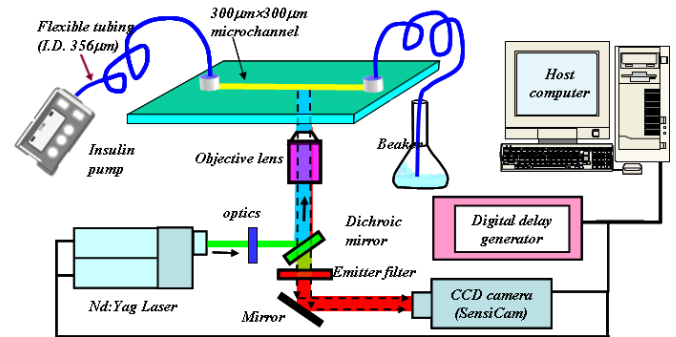 Flexible tubing
(I.D. 356µm)
300µm×300µm
microchannel
Host
computer
Insulin
pump
Objective lens
Beaker
optics
Dichroic
mirror
Digital delay
generator
Emitter filter
Nd:Yag Laser
Mirror
CCD camera
(SensiCam)